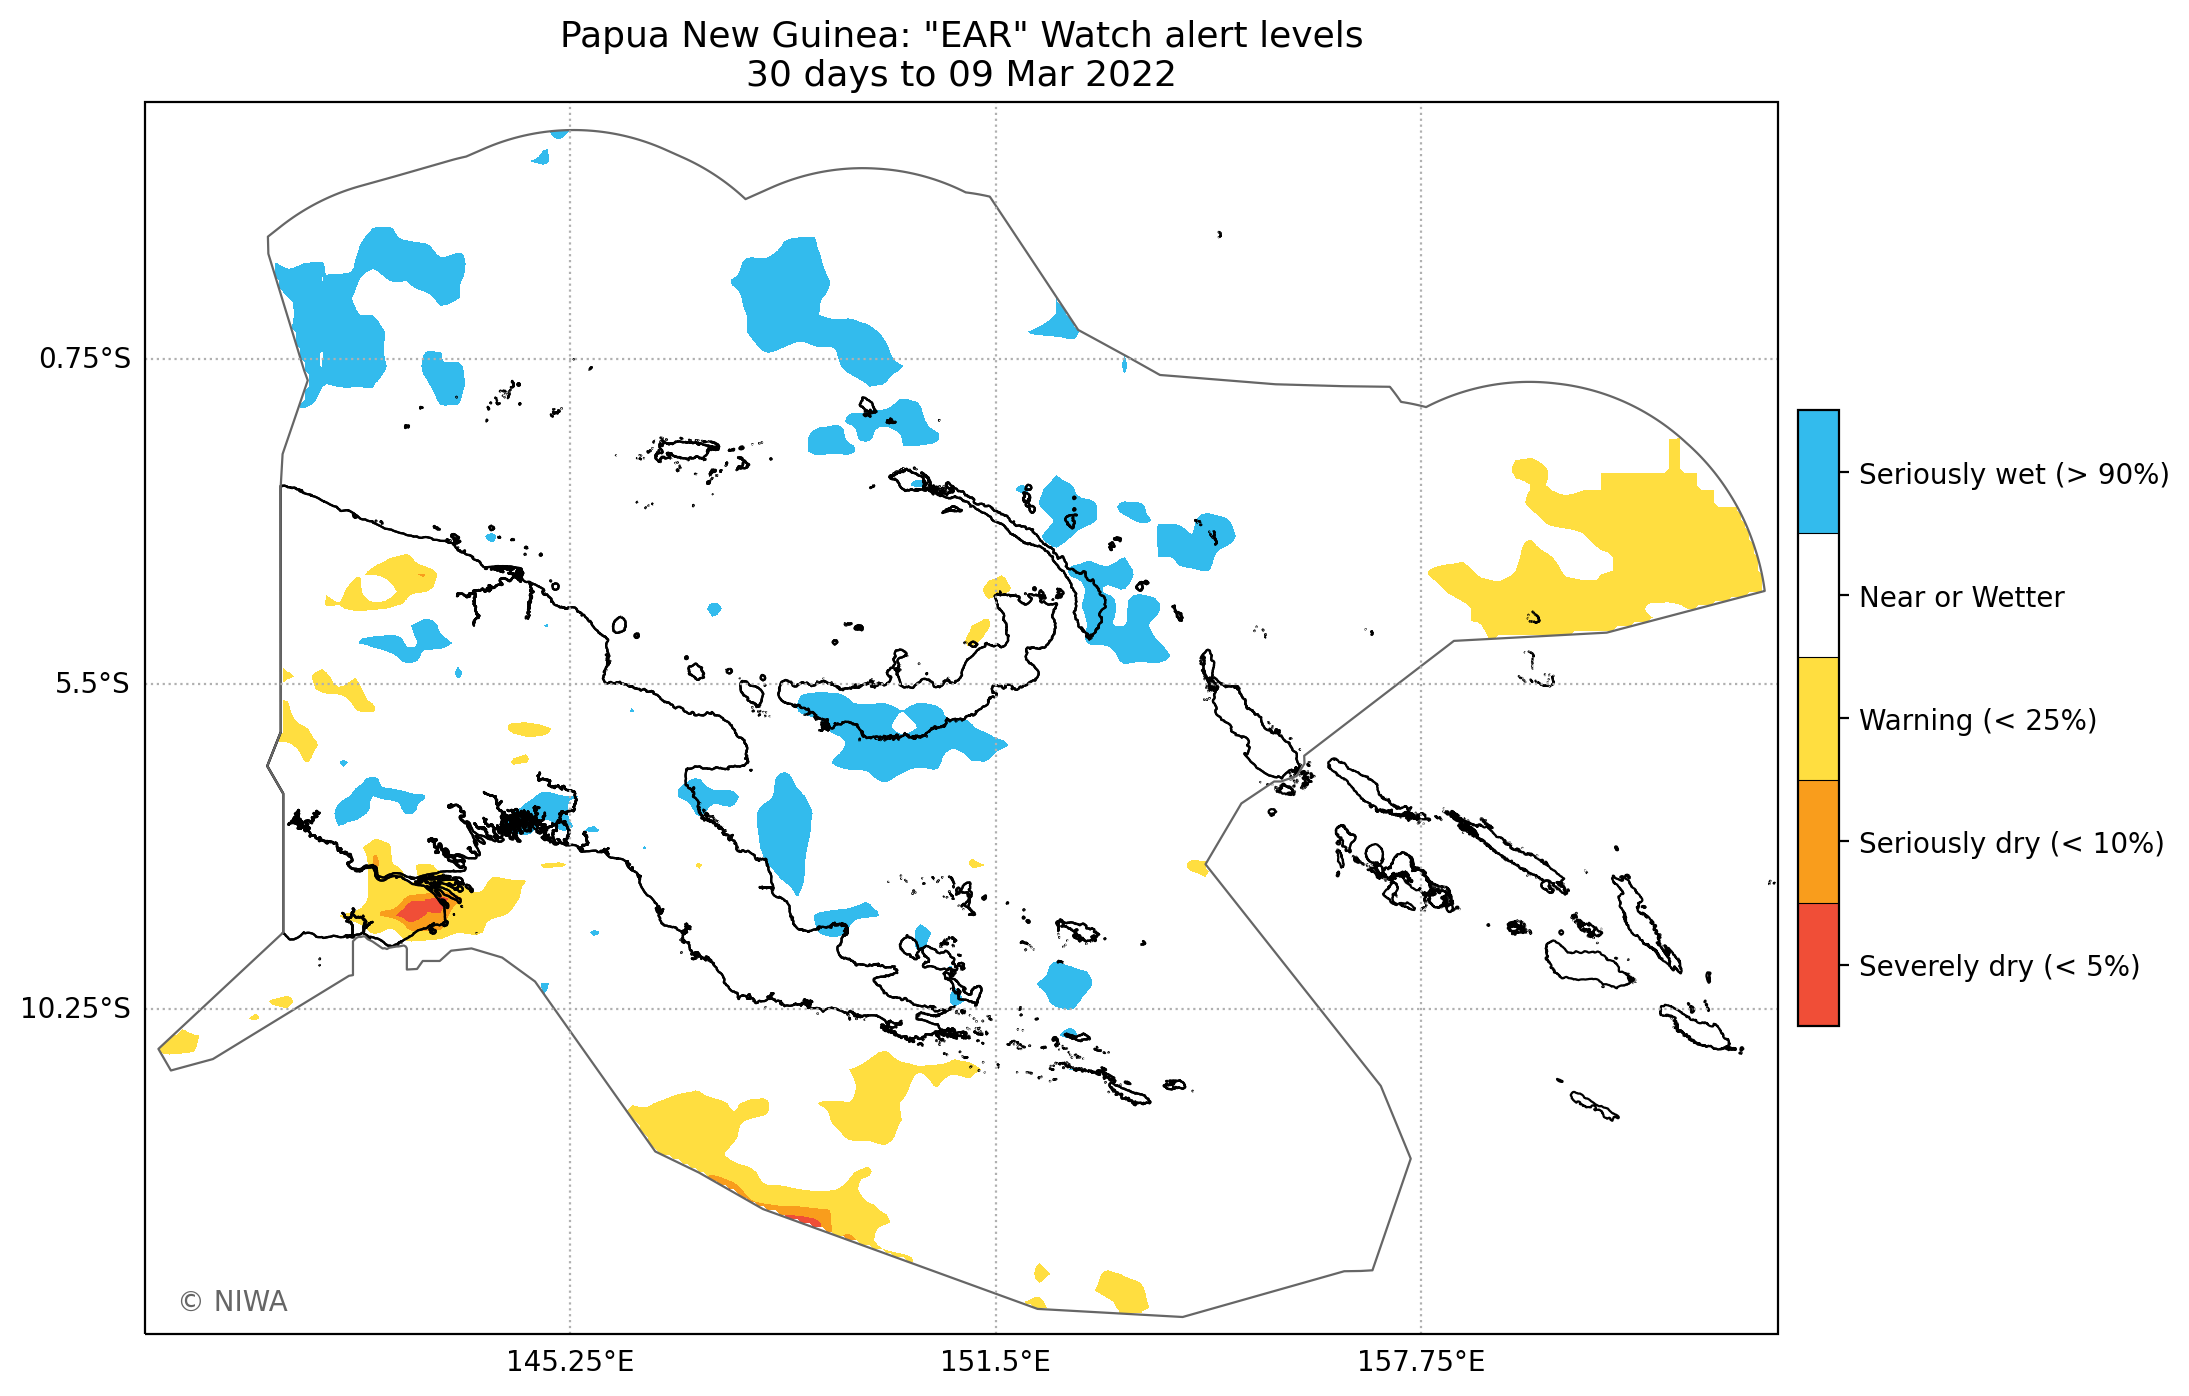 Papua New Guinea: "EAR" Watch alert levels
30 days to 09 Mar 2022
0.75°S
5.5°S
10.25°S
145.25°E
151.5°E
157.75°E
Seriously wet (> 90%)
Near or Wetter
Warning (< 25%)
Seriously dry (< 10%)
Severely dry (< 5%)
© NIWA